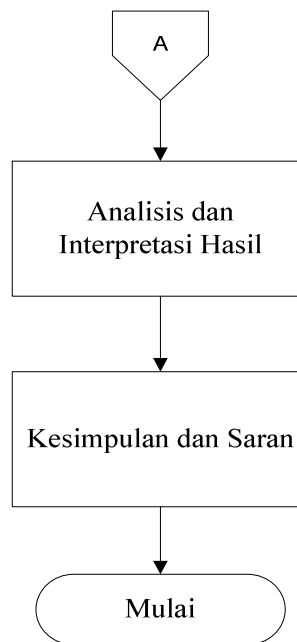 A
Analisis dan
Interpretasi Hasil
Kesimpulan dan Saran
Mulai